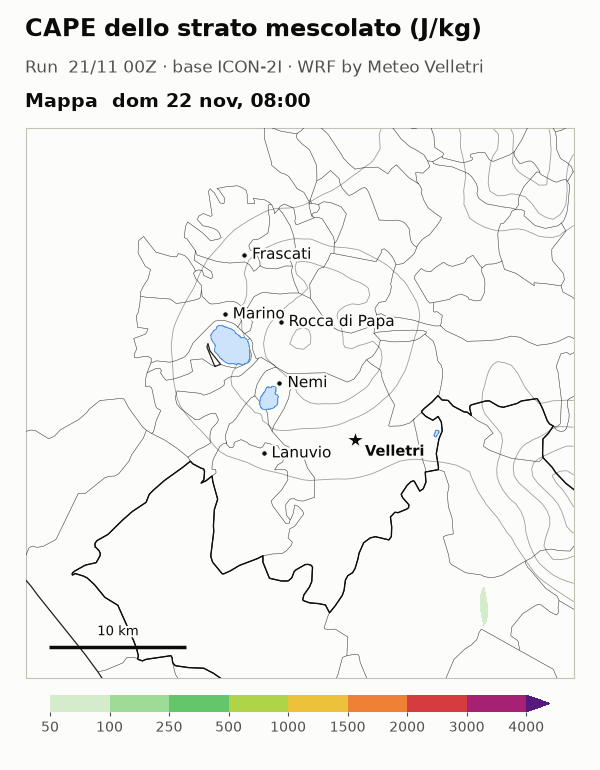 CAPE dello strato mescolato (J/kg)
Run  21/11 00Z · base ICON-2I · WRF by Meteo Velletri
Mappa  dom 22 nov, 08:00
Frascati
Marino
Rocca di Papa
Nemi
Velletri
Lanuvio
10 km
50 100 250 500 1000 1500 2000 3000 4000